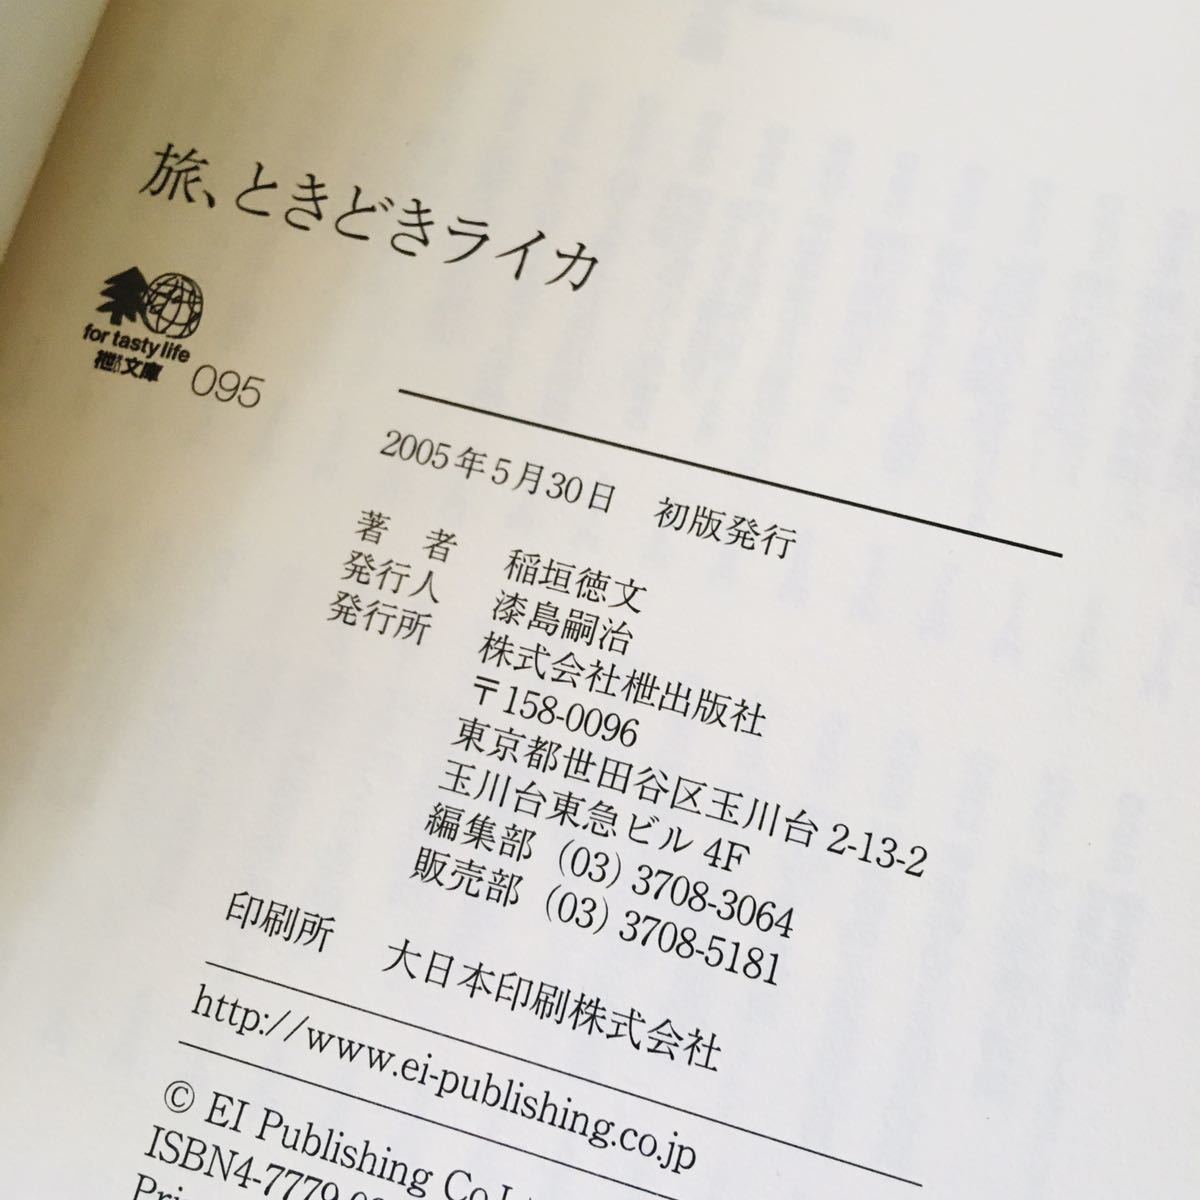 旅、ときどきライカ
for tasty life
枻文庫 095
2005年5月30日　初版発行
著　者　稲垣徳文
発行人　漆島嗣治
発行所　株式会社枻出版社
〒158-0096
東京都世田谷区玉川台2-13-2
玉川台東急ビル 4F
編集部 (03) 3708-3064
販売部 (03) 3708-5181
印刷所　大日本印刷株式会社
http://www.ei-publishing.co.jp
© EI Publishing Co
ISBN4-7779-0